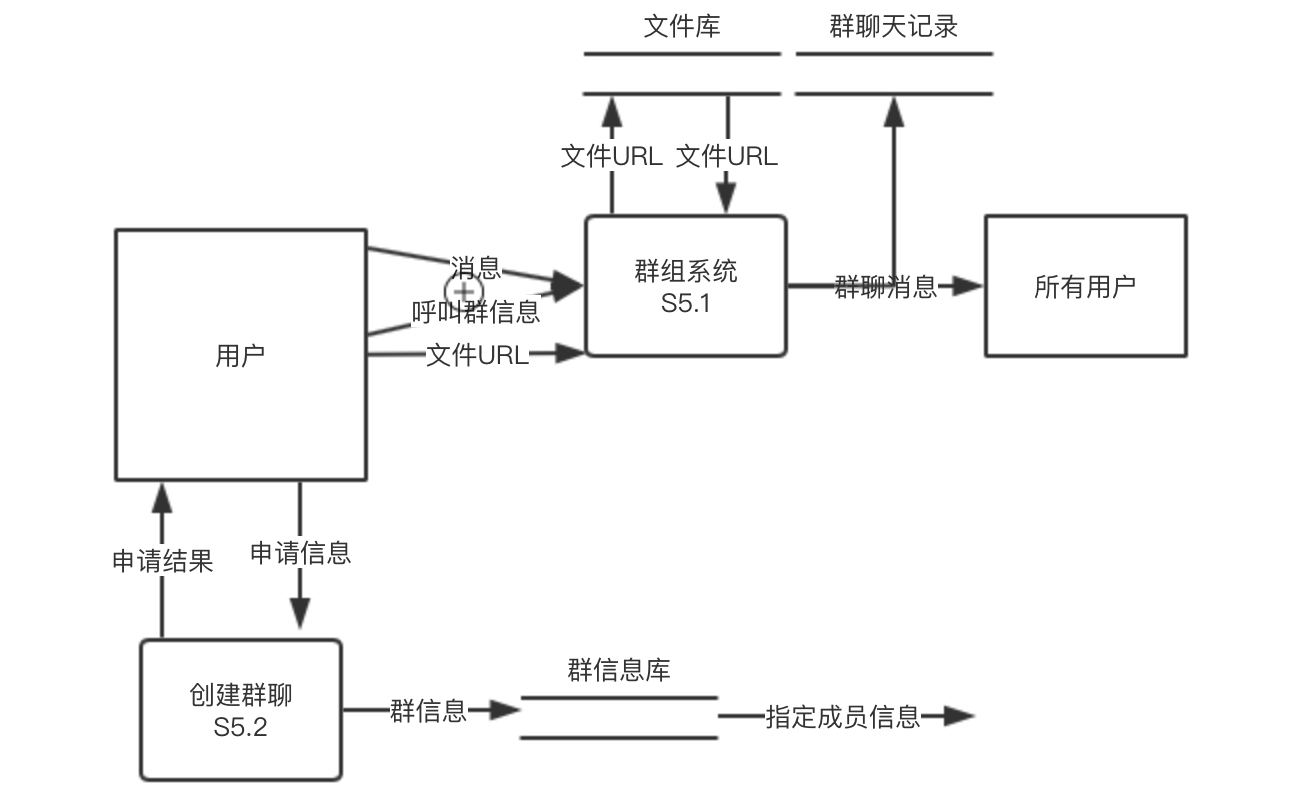 文件库
群聊天记录
文件URL
文件URL
消息
群组系统
S5.1
群聊消息
所有用户
呼叫群信息
用户
文件URL
申请结果
申请信息
创建群聊
S5.2
群信息
群信息库
指定成员信息